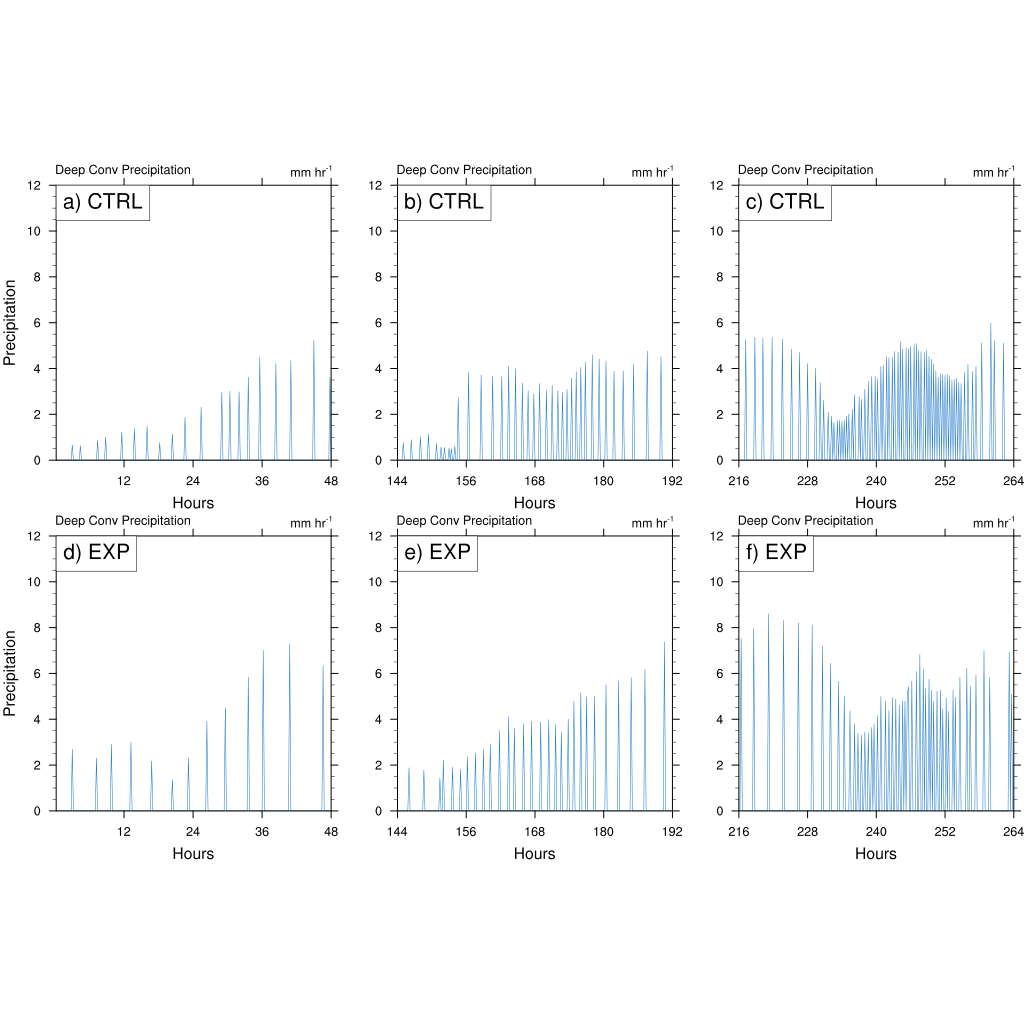 Deep Conv Precipitation mm hr-1
a) CTRL
12
10
8
6
4
2
0
Precipitation
12 24 36 48
Hours
Deep Conv Precipitation mm hr-1
b) CTRL
12
10
8
6
4
2
0
144 156 168 180 192
Hours
Deep Conv Precipitation mm hr-1
c) CTRL
12
10
8
6
4
2
0
216 228 240 252 264
Hours
Deep Conv Precipitation mm hr-1
d) EXP
12
10
8
6
4
2
0
Precipitation
12 24 36 48
Hours
Deep Conv Precipitation mm hr-1
e) EXP
12
10
8
6
4
2
0
144 156 168 180 192
Hours
Deep Conv Precipitation mm hr-1
f) EXP
12
10
8
6
4
2
0
216 228 240 252 264
Hours